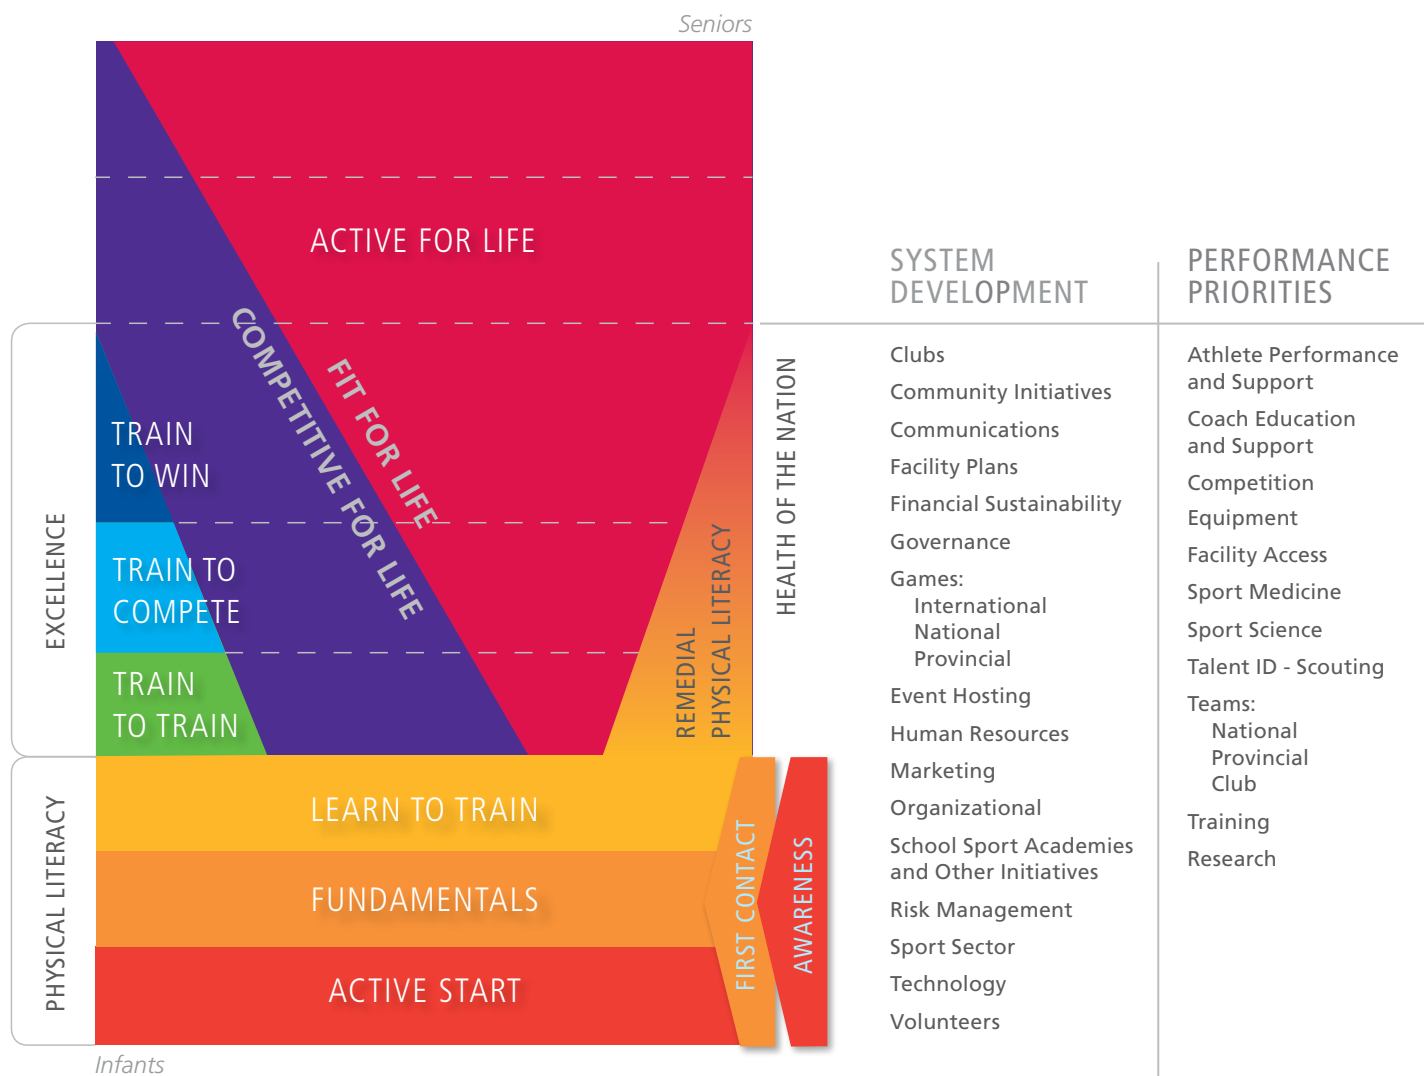 Seniors
ACTIVE FOR LIFE
COMPETITIVE FOR LIFE
FIT FOR LIFE
TRAIN
TO WIN
TRAIN TO
COMPETE
TRAIN
TO TRAIN
EXCELLENCE
REMEDIAL
PHYSICAL LITERACY
HEALTH OF THE NATION
LEARN TO TRAIN
FUNDAMENTALS
ACTIVE START
PHYSICAL LITERACY
FIRST CONTACT
AWARENESS
Infants
SYSTEM
DEVELOPMENT
Clubs
Community Initiatives
Communications
Facility Plans
Financial Sustainability
Governance
Games:
International
National
Provincial
Event Hosting
Human Resources
Marketing
Organizational
School Sport Academies
and Other Initiatives
Risk Management
Sport Sector
Technology
Volunteers
PERFORMANCE
PRIORITIES
Athlete Performance
and Support
Coach Education
and Support
Competition
Equipment
Facility Access
Sport Medicine
Sport Science
Talent ID - Scouting
Teams:
National
Provincial
Club
Training
Research